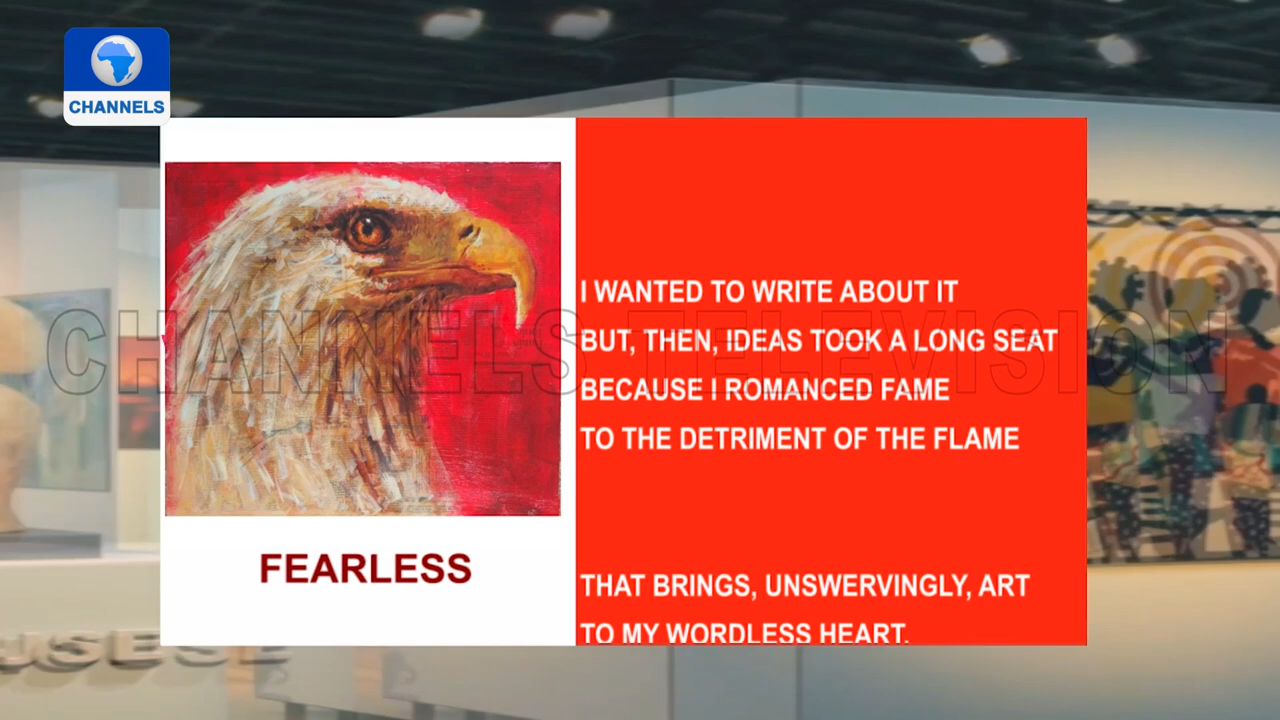 CHANNELS
I WANTED TO WRITE ABOUT IT
BUT, THEN, IDEAS TOOK A LONG SEAT
BECAUSE I ROMANCED FAME
TO THE DETRIMENT OF THE FLAME
CHANNELS TELEVISION
FEARLESS
THAT BRINGS, UNSWERVINGLY, ART
TO MY WORDLESS HEART.